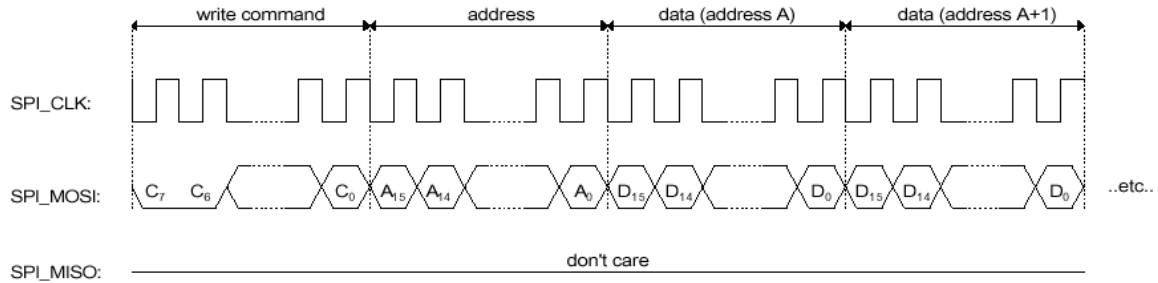 write command address data (address A) data (address A+1)
SPI_CLK:
SPI_MOSI: C7 C6 C0 A15 A14 A0 D15 D14 D0 D15 D14 D0 ..etc..
don't care
SPI_MISO: